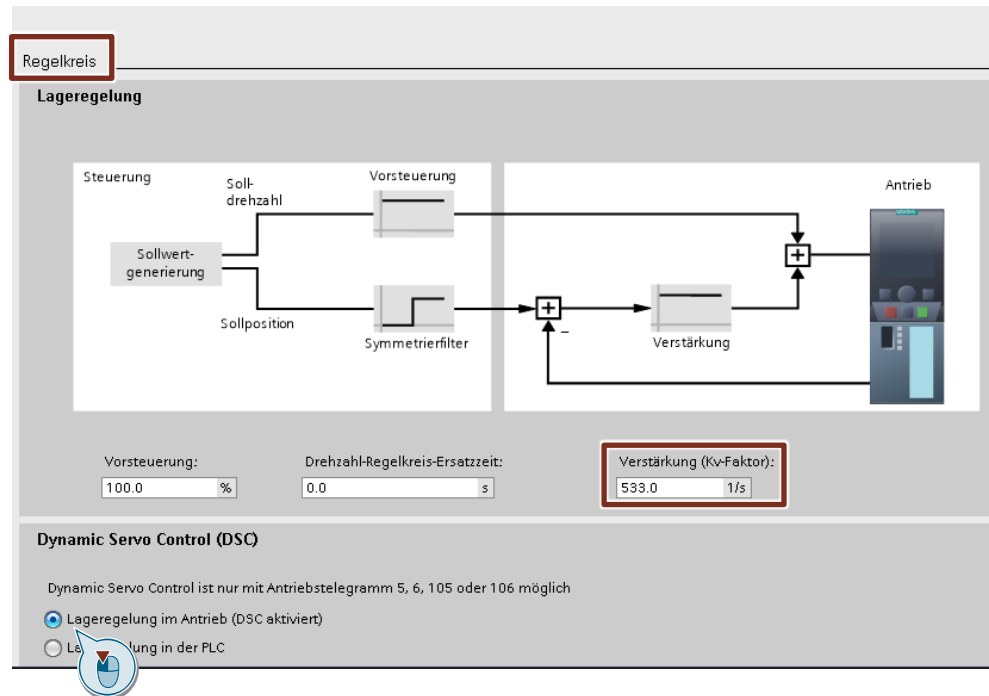 Regelkreis
Lageregelung
Steuerung
Soll-
drehzahl
Vorsteuerung
Antrieb
SIEMENS
Sollwert-
generierung
+
+
–
Sollposition
Symmetrierfilter
Verstärkung
Vorsteuerung:
Drehzahl-Regelkreis-Ersatzzeit:
Verstärkung (Kv-Faktor):
100.0 %
0.0 s
533.0 1/s
Dynamic Servo Control (DSC)
Dynamic Servo Control ist nur mit Antriebstelegramm 5, 6, 105 oder 106 möglich
Lageregelung im Antrieb (DSC aktiviert)
in der PLC